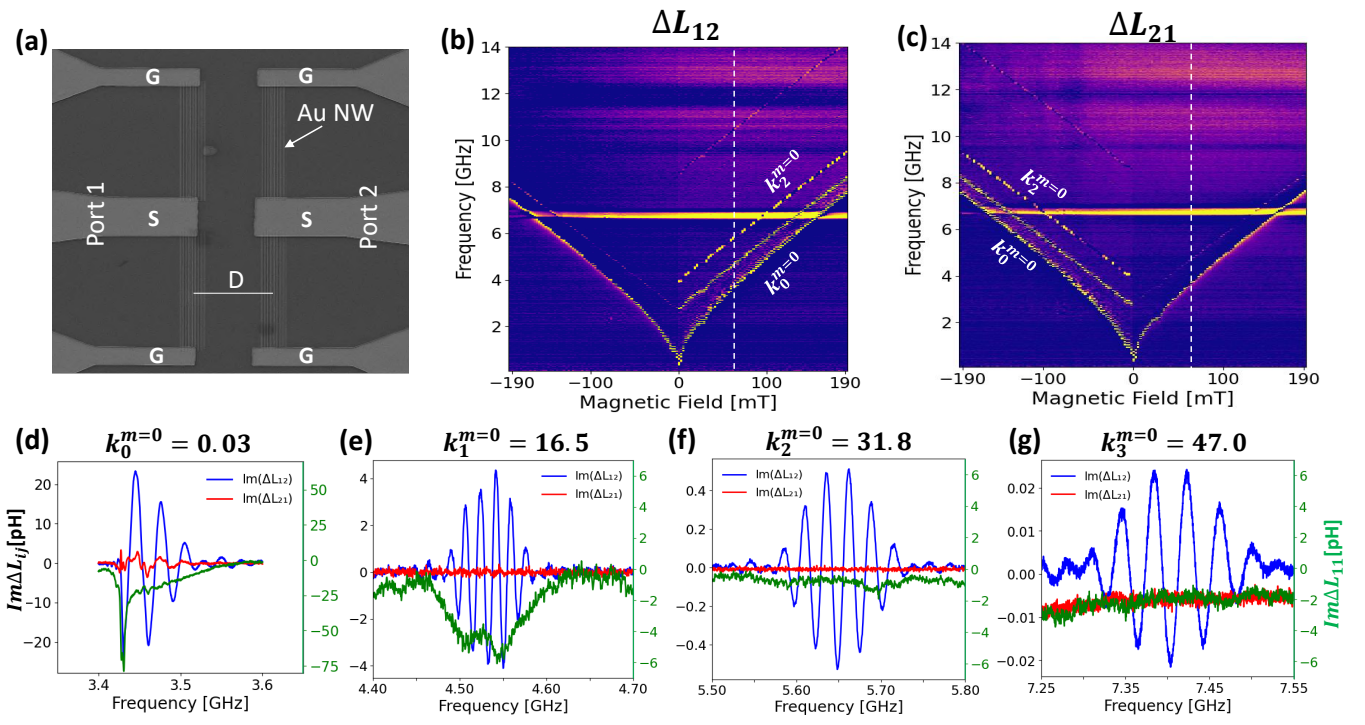 (a)
G
G
Au NW
Port 1
S
S
Port 2
D
G
G
(b)
ΔL₁₂
14
12
10
8
6
4
2
Frequency [GHz]
k₂ᵐ⁼⁰
k₀ᵐ⁼⁰
−190
−100
0
100
190
Magnetic Field [mT]
(c)
ΔL₂₁
14
12
10
8
6
4
2
Frequency [GHz]
k₂ᵐ⁼⁰
k₀ᵐ⁼⁰
−190
−100
0
100
190
Magnetic Field [mT]
(d)
k₀ᵐ⁼⁰ = 0.03
Im(ΔL₁₂)
Im(ΔL₂₁)
20
10
0
−10
−20
ImΔLᵢⱼ[pH]
50
25
0
−25
−50
−75
3.4
3.5
3.6
Frequency [GHz]
(e)
k₁ᵐ⁼⁰ = 16.5
Im(ΔL₁₂)
Im(ΔL₂₁)
4
2
0
−2
−4
6
4
2
0
−2
−4
−6
4.40
4.50
4.60
4.70
Frequency [GHz]
(f)
k₂ᵐ⁼⁰ = 31.8
Im(ΔL₁₂)
Im(ΔL₂₁)
0.6
0.4
0.2
0.0
−0.2
−0.4
6
4
2
0
−2
−4
−6
5.50
5.60
5.70
5.80
Frequency [GHz]
(g)
k₃ᵐ⁼⁰ = 47.0
Im(ΔL₁₂)
Im(ΔL₂₁)
0.02
0.01
0.00
−0.01
−0.02
6
4
2
0
−2
−4
−6
ImΔL₁₁[pH]
7.25
7.35
7.45
7.55
Frequency [GHz]